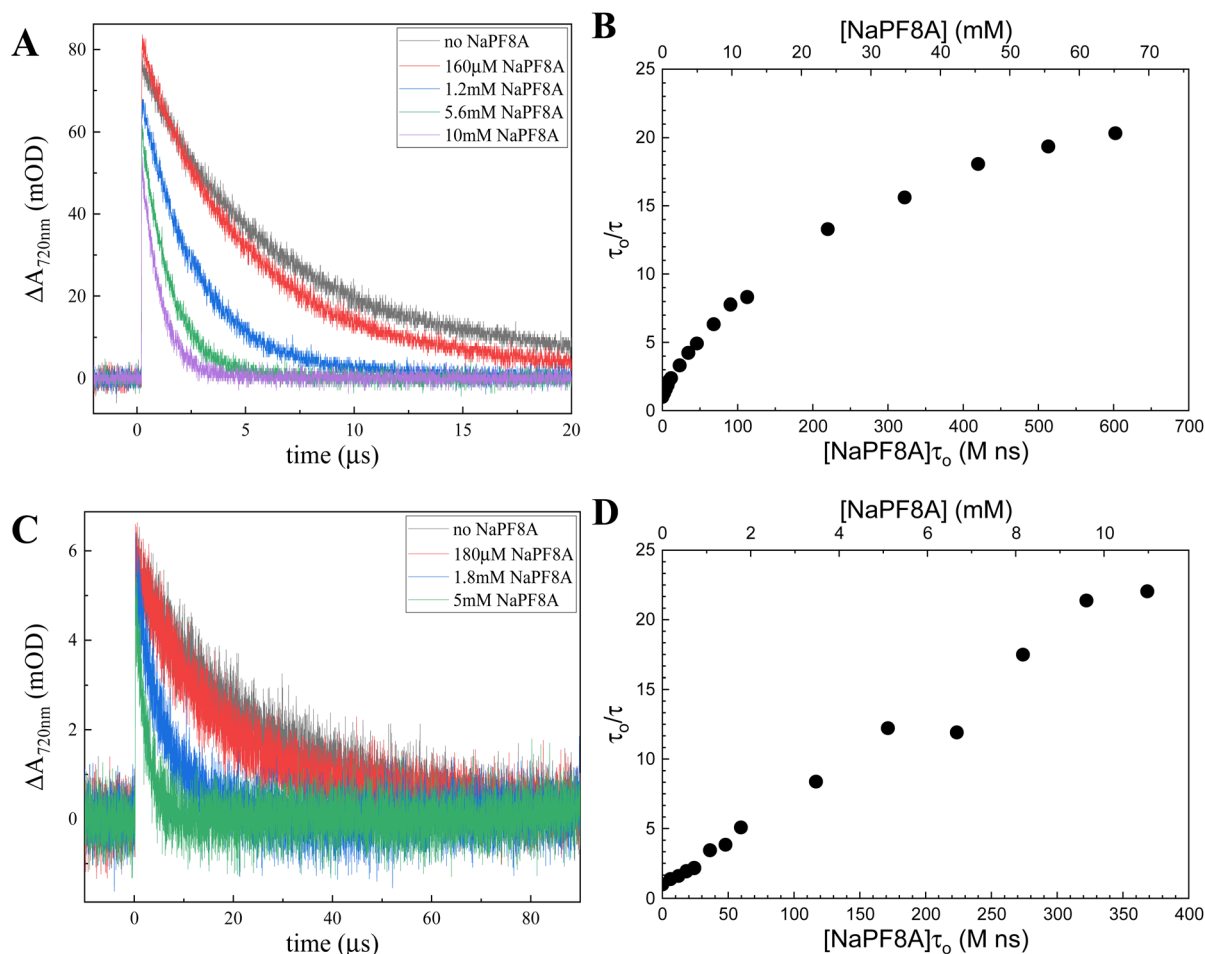 A
no NaPF8A
160μM NaPF8A
1.2mM NaPF8A
5.6mM NaPF8A
10mM NaPF8A
80
60
40
20
0
ΔA720nm (mOD)
0 5 10 15 20
time (μs)
B
[NaPF8A] (mM)
0 10 20 30 40 50 60 70
25
20
15
10
5
0
τo/τ
0 100 200 300 400 500 600 700
[NaPF8A]τo (M ns)
C
no NaPF8A
180μM NaPF8A
1.8mM NaPF8A
5mM NaPF8A
6
4
2
0
ΔA720nm (mOD)
0 20 40 60 80
time (μs)
D
[NaPF8A] (mM)
0 2 4 6 8 10
25
20
15
10
5
0
τo/τ
0 50 100 150 200 250 300 350 400
[NaPF8A]τo (M ns)